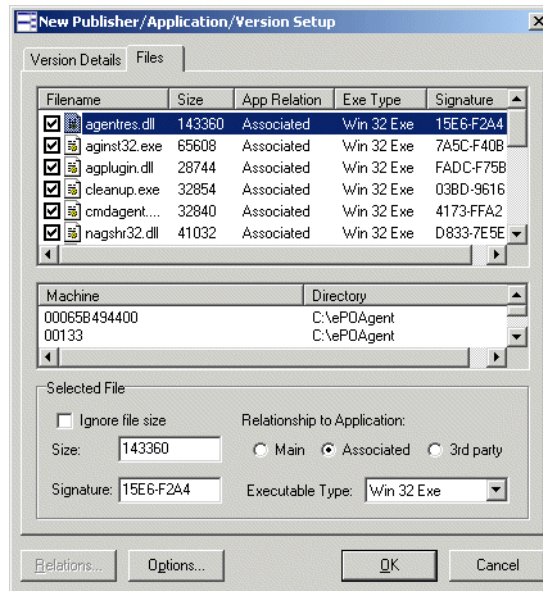 New Publisher/Application/Version Setup
Version Details Files
Filename Size App Relation Exe Type Signature
agentres.dll 143360 Associated Win 32 Exe 15E6-F2A4
aginst32.exe 65608 Associated Win 32 Exe 7A5C-F40B
agplugin.dll 28744 Associated Win 32 Exe FADC-F75B
cleanup.exe 32854 Associated Win 32 Exe 03BD-9616
cmdagent.... 32840 Associated Win 32 Exe 4173-FFA2
nagshr32.dll 41032 Associated Win 32 Exe D833-7E5E
Machine Directory
00065B494400 C:\ePOAgent
00133 C:\ePOAgent
Selected File
Ignore file size Relationship to Application:
Size: 143360 Main Associated 3rd party
Signature: 15E6-F2A4 Executable Type: Win 32 Exe
Relations... Options... OK Cancel